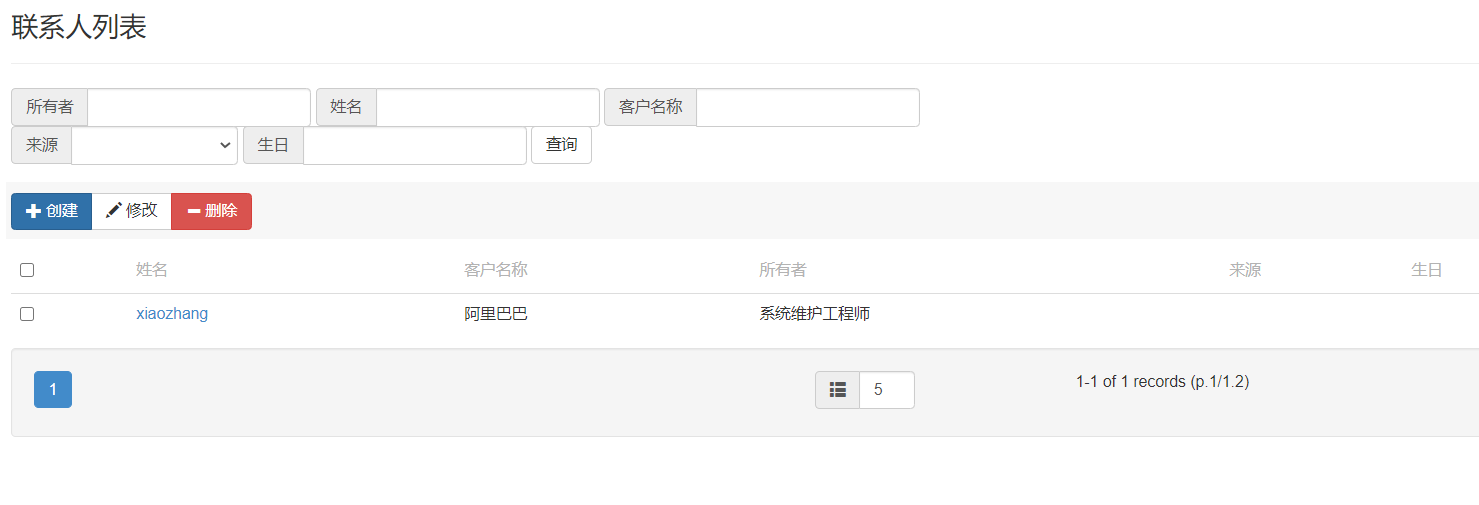 联系人列表
所有者 姓名 客户名称
来源 生日 查询
创建 修改 删除
姓名 客户名称 所有者 来源 生日
xiaozhang 阿里巴巴 系统维护工程师
1 5 1-1 of 1 records (p.1/1.2)